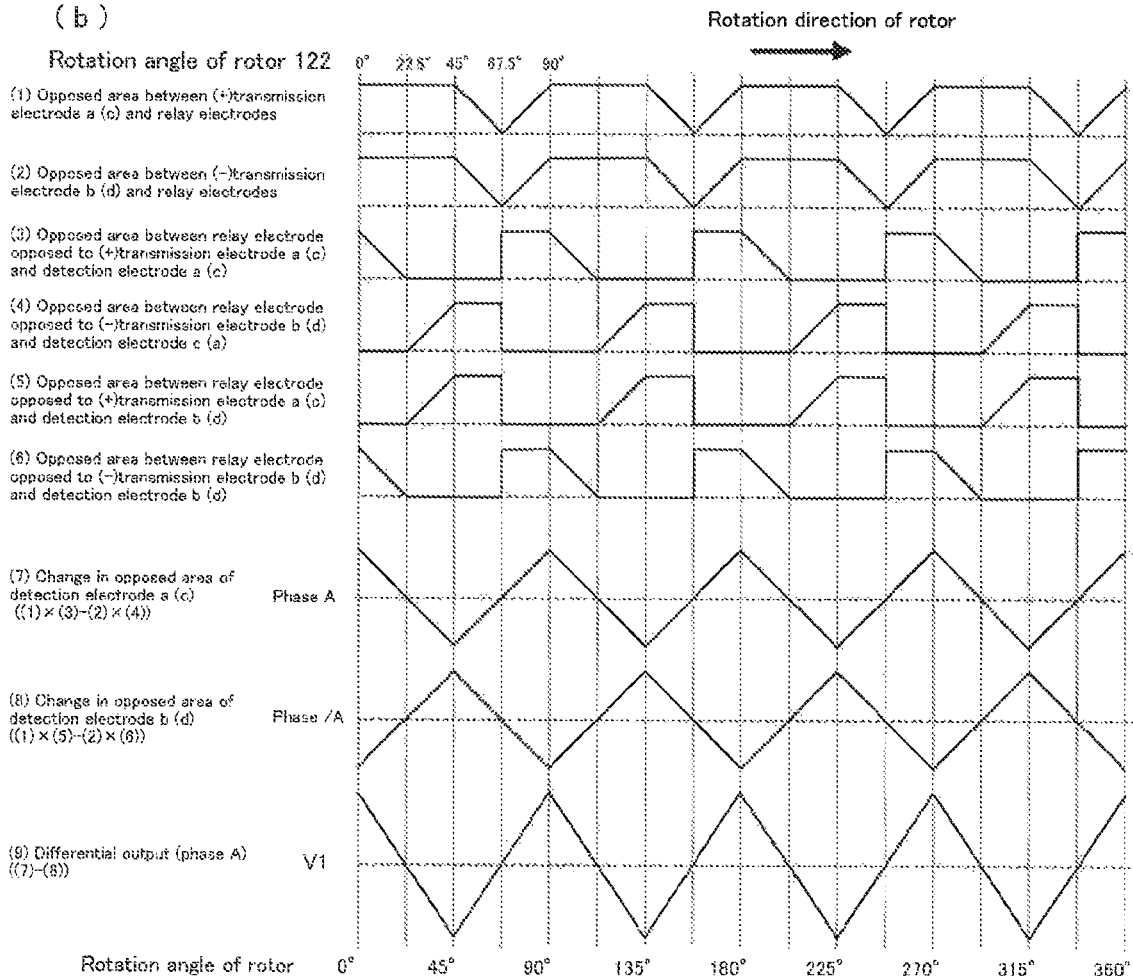 (b)
Rotation direction of rotor
Rotation angle of rotor 122
0° 22.5° 45° 67.5° 90°
(1) Opposed area between (+)transmission
electrode a (c) and relay electrodes
(2) Opposed area between (-)transmission
electrode b (d) and relay electrodes
(3) Opposed area between relay electrode
opposed to (+)transmission electrode a (c)
and detection electrode a (c)
(4) Opposed area between relay electrode
opposed to (-)transmission electrode b (d)
and detection electrode c (a)
(5) Opposed area between relay electrode
opposed to (+)transmission electrode a (c)
and detection electrode b (d)
(6) Opposed area between relay electrode
opposed to (-)transmission electrode b (d)
and detection electrode b (d)
(7) Change in opposed area of
detection electrode a (c)
((1)×(3)-(2)×(4))
Phase A
(8) Change in opposed area of
detection electrode b (d)
((1)×(5)-(2)×(6))
Phase /A
(9) Differential output (phase A)
((7)-(8))
V1
Rotation angle of rotor 0° 45° 90° 135° 180° 225° 270° 315° 360°